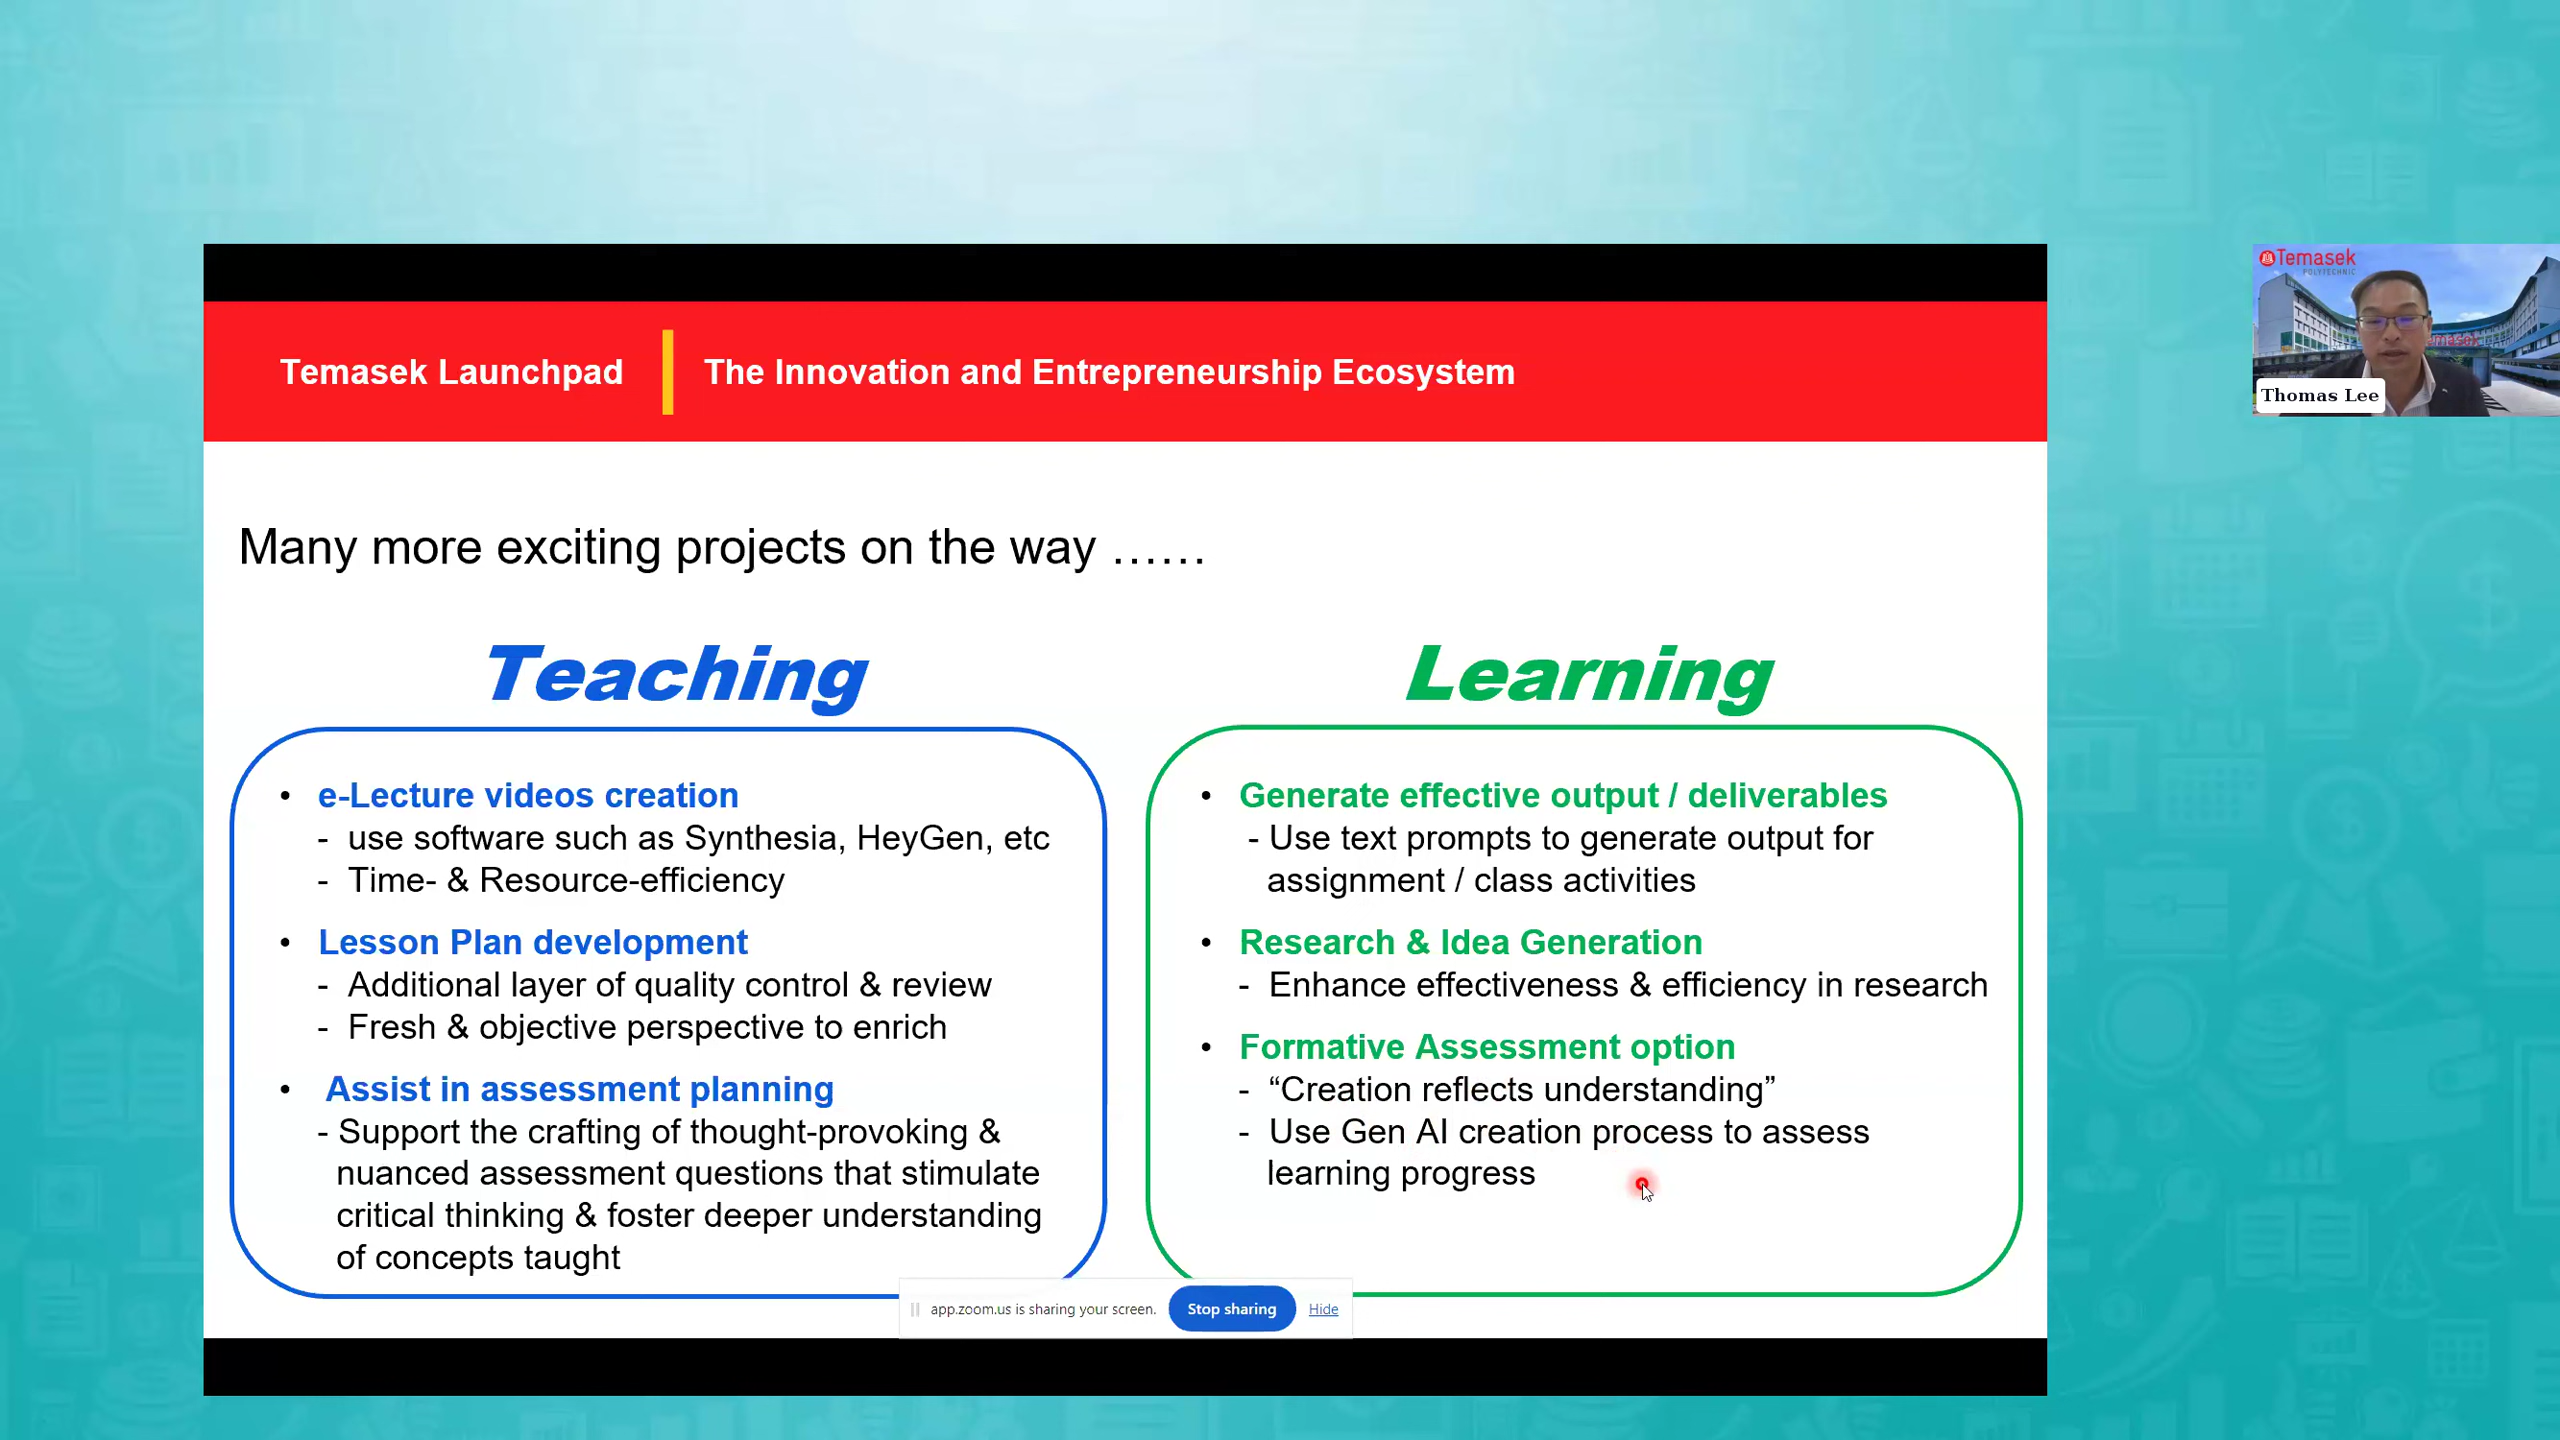 Temasek Launchpad
The Innovation and Entrepreneurship Ecosystem
Temasek
POLYTECHNIC
Temasek
Thomas Lee
Many more exciting projects on the way ……
Teaching
• e-Lecture videos creation
- use software such as Synthesia, HeyGen, etc
- Time- & Resource-efficiency
• Lesson Plan development
- Additional layer of quality control & review
- Fresh & objective perspective to enrich
• Assist in assessment planning
- Support the crafting of thought-provoking &
nuanced assessment questions that stimulate
critical thinking & foster deeper understanding
of concepts taught
Learning
• Generate effective output / deliverables
- Use text prompts to generate output for
assignment / class activities
• Research & Idea Generation
- Enhance effectiveness & efficiency in research
• Formative Assessment option
- “Creation reflects understanding”
- Use Gen AI creation process to assess
learning progress
app.zoom.us is sharing your screen. Stop sharing Hide